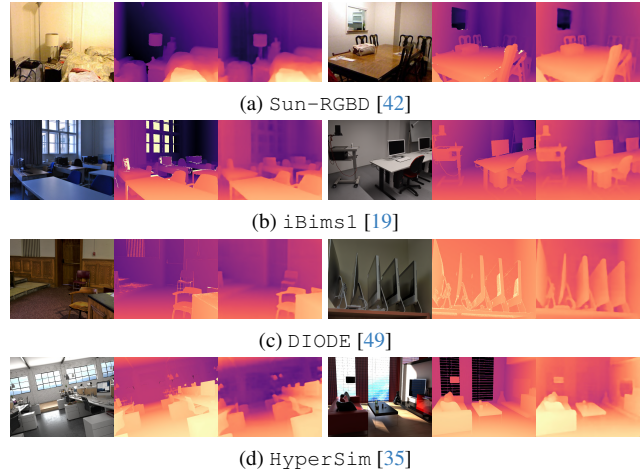 (a) Sun-RGBD [42]
(b) iBims1 [19]
(c) DIODE [49]
(d) HyperSim [35]